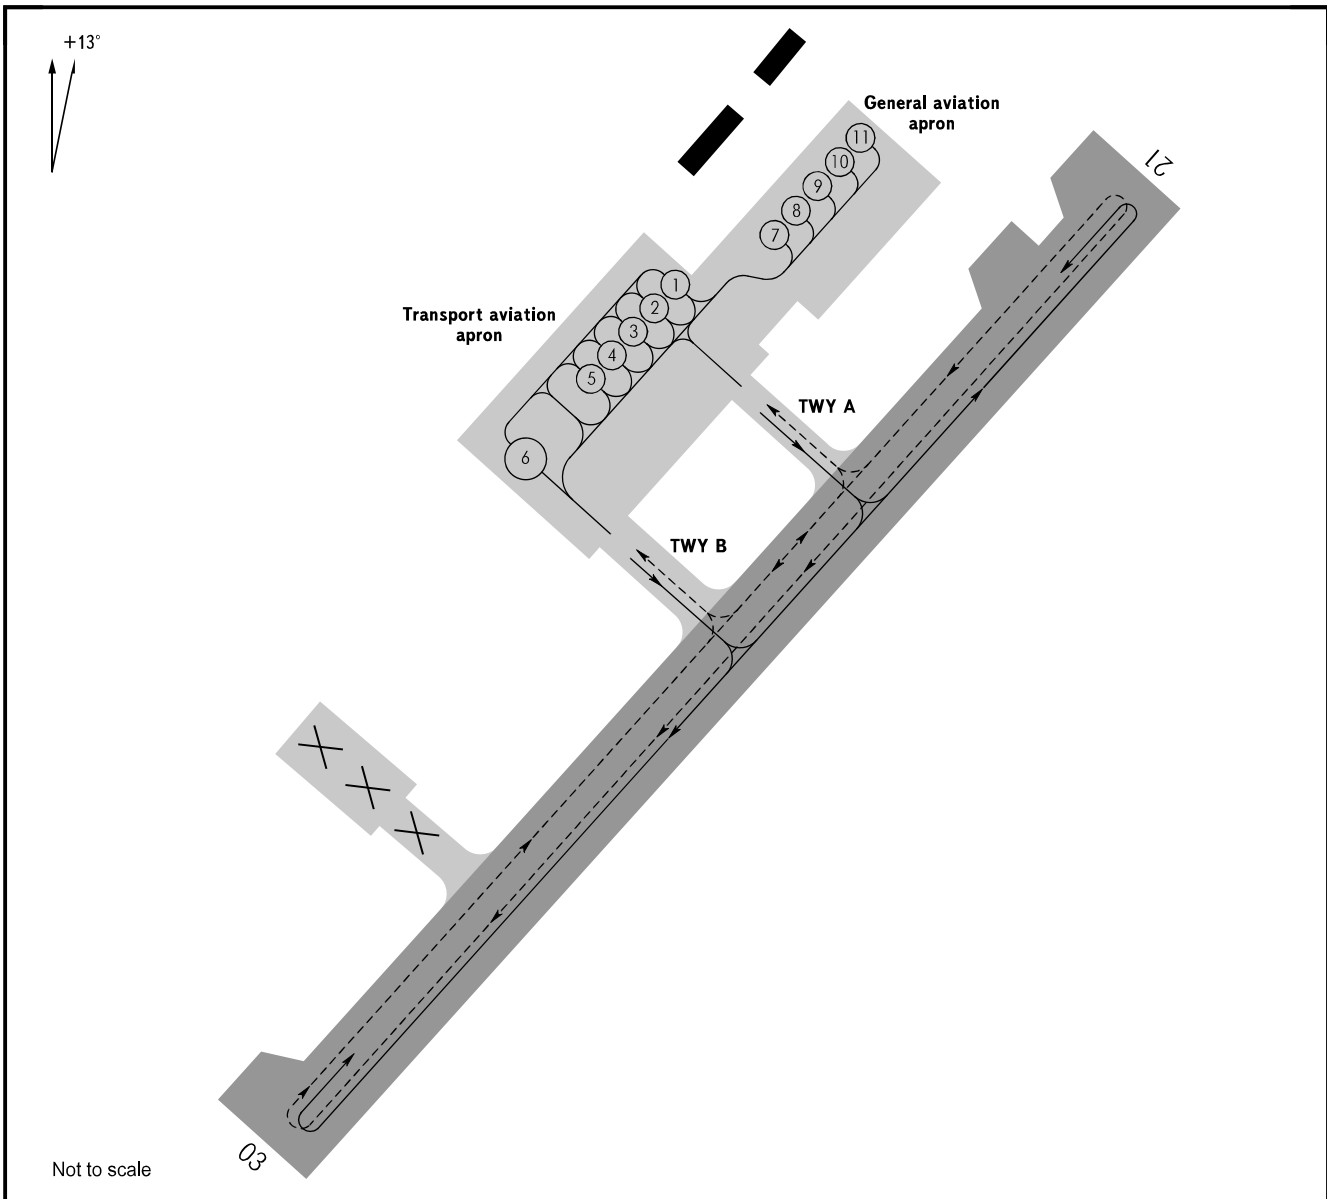 +13°
General aviation
apron
11
10
9
8
7
21
1
2
3
4
5
6
Transport aviation
apron
TWY A
TWY B
03
Not to scale